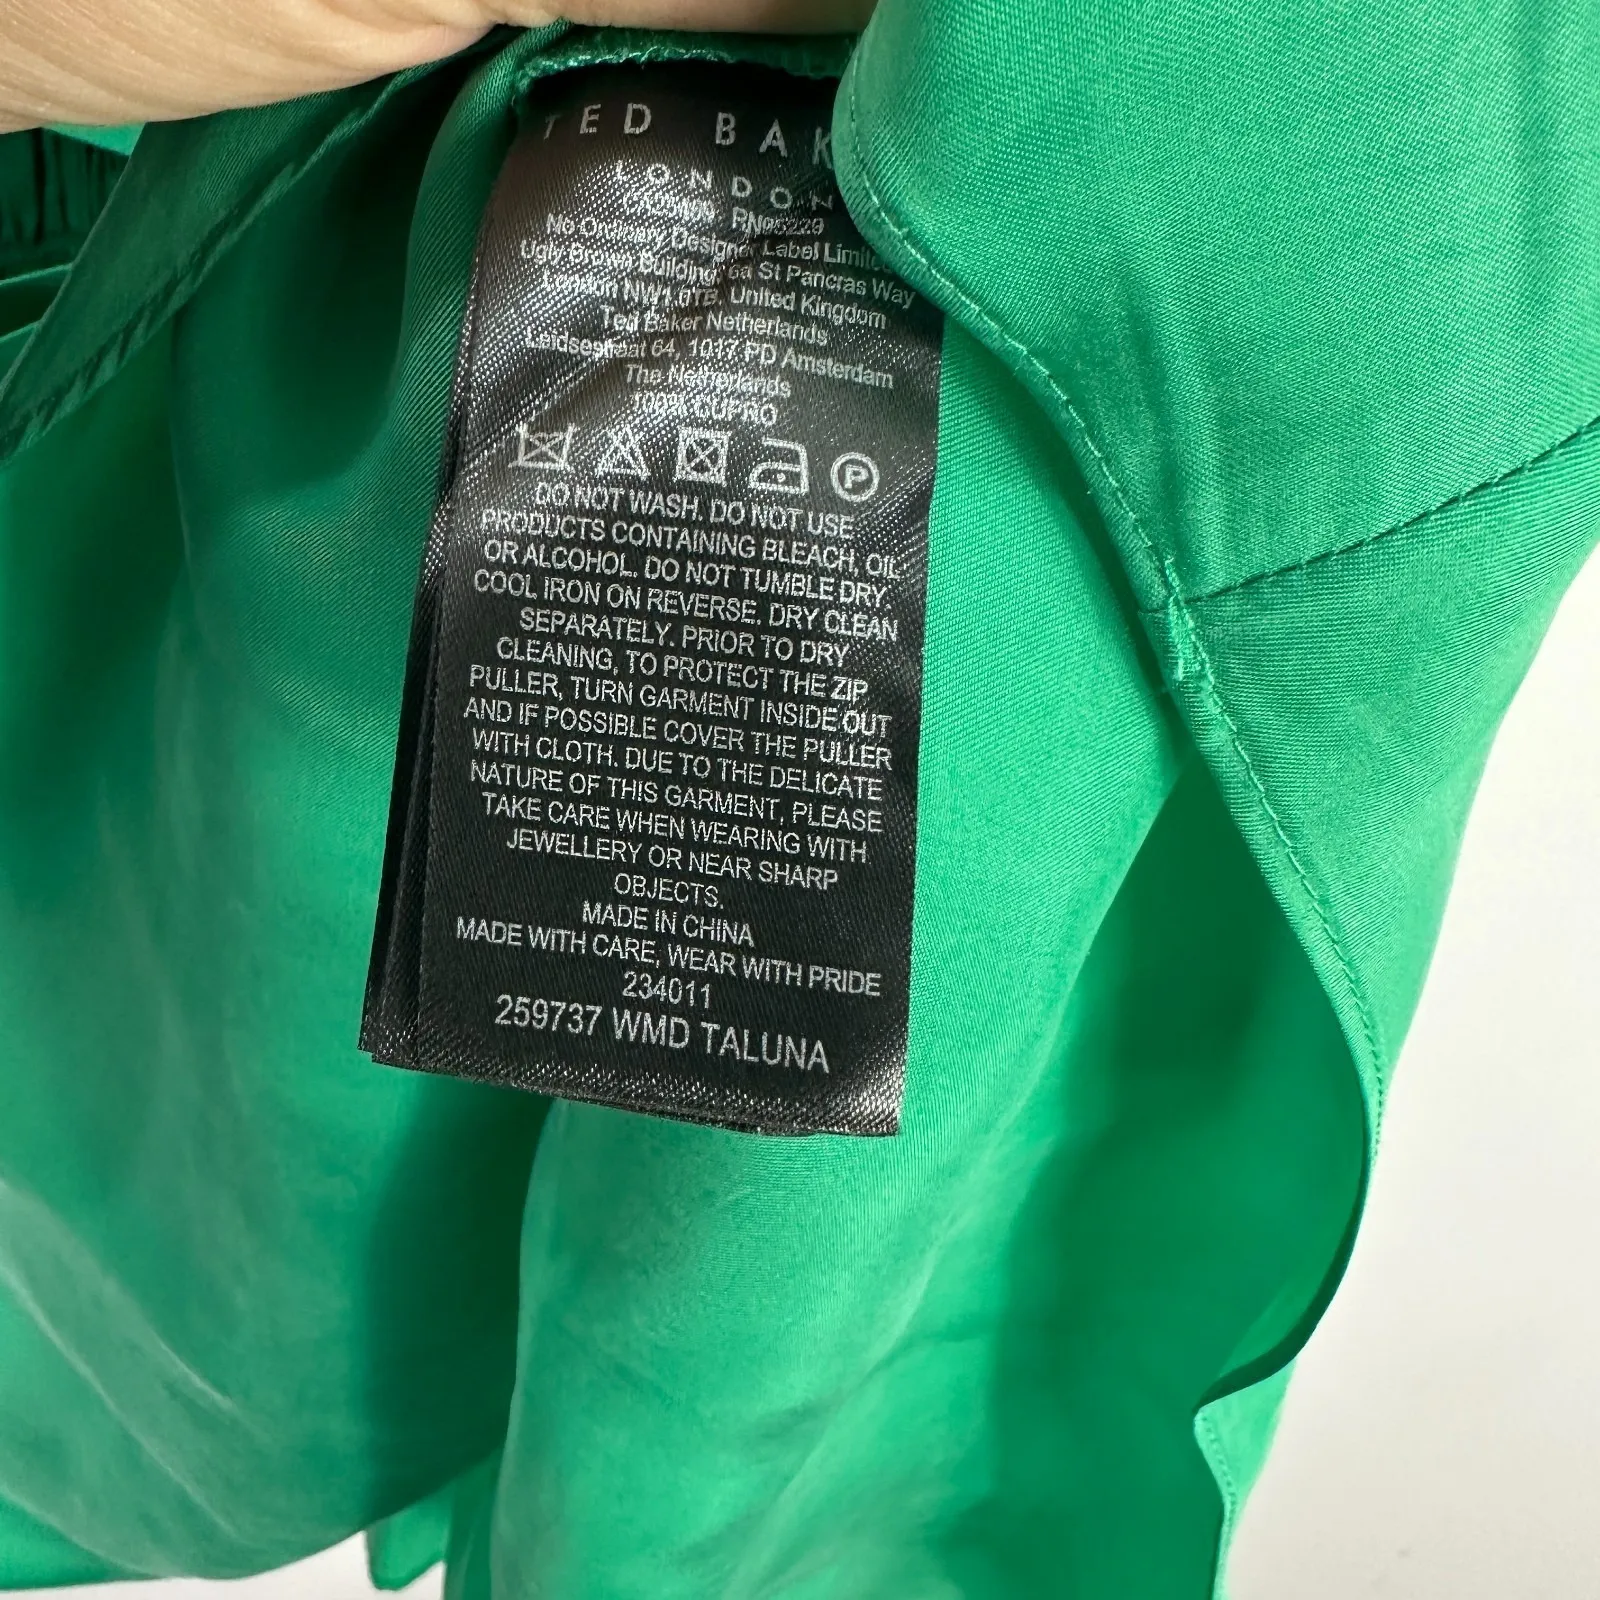 TED BAK
LONDON
RN95229
No Ordinary Designer Label Limited
Ugly Brown Building, 6a St Pancras Way
London NW1 0TB, United Kingdom
Ted Baker Netherlands
Leidsestraat 64, 1017 PD Amsterdam
The Netherlands
100% CUPRO
P
DO NOT WASH. DO NOT USE
PRODUCTS CONTAINING BLEACH, OIL
OR ALCOHOL. DO NOT TUMBLE DRY.
COOL IRON ON REVERSE. DRY CLEAN
SEPARATELY. PRIOR TO DRY
CLEANING, TO PROTECT THE ZIP
PULLER, TURN GARMENT INSIDE OUT
AND IF POSSIBLE COVER THE PULLER
WITH CLOTH. DUE TO THE DELICATE
NATURE OF THIS GARMENT, PLEASE
TAKE CARE WHEN WEARING WITH
JEWELLERY OR NEAR SHARP
OBJECTS.
MADE IN CHINA
MADE WITH CARE, WEAR WITH PRIDE
234011
259737 WMD TALUNA